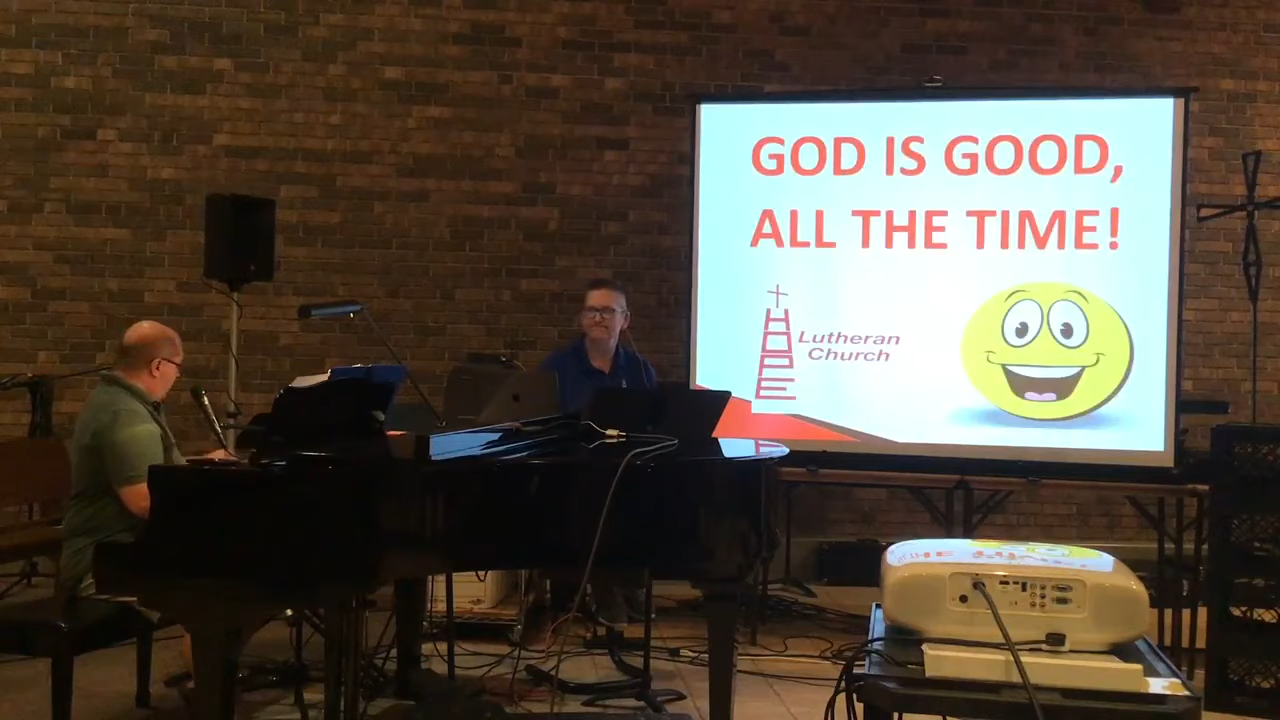 GOD IS GOOD,
ALL THE TIME!
HOPE
Lutheran
Church